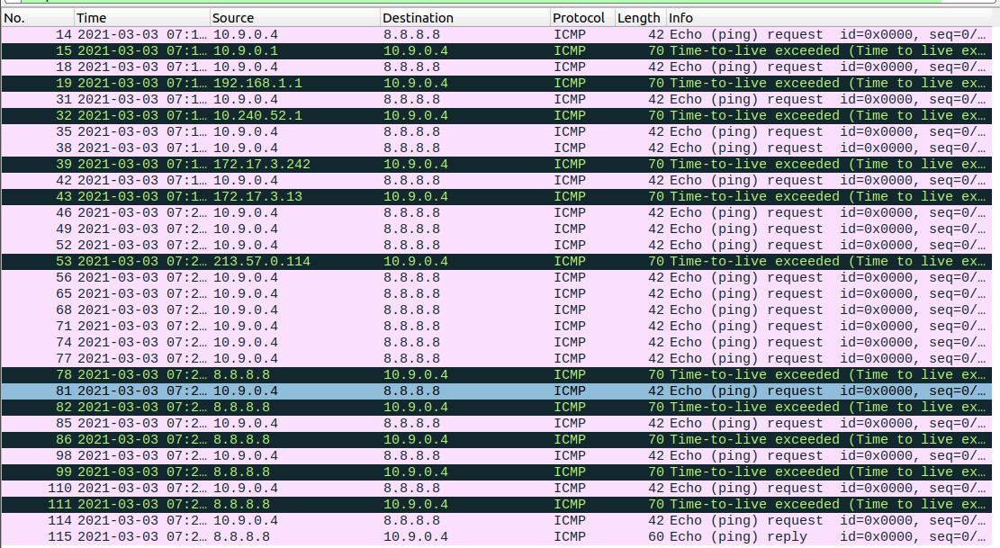 No. Time Source Destination Protocol Length Info
14 2021-03-03 07:1… 10.9.0.4 8.8.8.8 ICMP 42 Echo (ping) request id=0x0000, seq=0/…
15 2021-03-03 07:1… 10.9.0.1 10.9.0.4 ICMP 70 Time-to-live exceeded (Time to live ex…
18 2021-03-03 07:1… 10.9.0.4 8.8.8.8 ICMP 42 Echo (ping) request id=0x0000, seq=0/…
19 2021-03-03 07:1… 192.168.1.1 10.9.0.4 ICMP 70 Time-to-live exceeded (Time to live ex…
31 2021-03-03 07:1… 10.9.0.4 8.8.8.8 ICMP 42 Echo (ping) request id=0x0000, seq=0/…
32 2021-03-03 07:1… 10.240.52.1 10.9.0.4 ICMP 70 Time-to-live exceeded (Time to live ex…
35 2021-03-03 07:1… 10.9.0.4 8.8.8.8 ICMP 42 Echo (ping) request id=0x0000, seq=0/…
38 2021-03-03 07:1… 10.9.0.4 8.8.8.8 ICMP 42 Echo (ping) request id=0x0000, seq=0/…
39 2021-03-03 07:1… 172.17.3.242 10.9.0.4 ICMP 70 Time-to-live exceeded (Time to live ex…
42 2021-03-03 07:1… 10.9.0.4 8.8.8.8 ICMP 42 Echo (ping) request id=0x0000, seq=0/…
43 2021-03-03 07:1… 172.17.3.13 10.9.0.4 ICMP 70 Time-to-live exceeded (Time to live ex…
46 2021-03-03 07:2… 10.9.0.4 8.8.8.8 ICMP 42 Echo (ping) request id=0x0000, seq=0/…
49 2021-03-03 07:2… 10.9.0.4 8.8.8.8 ICMP 42 Echo (ping) request id=0x0000, seq=0/…
52 2021-03-03 07:2… 10.9.0.4 8.8.8.8 ICMP 42 Echo (ping) request id=0x0000, seq=0/…
53 2021-03-03 07:2… 213.57.0.114 10.9.0.4 ICMP 70 Time-to-live exceeded (Time to live ex…
56 2021-03-03 07:2… 10.9.0.4 8.8.8.8 ICMP 42 Echo (ping) request id=0x0000, seq=0/…
65 2021-03-03 07:2… 10.9.0.4 8.8.8.8 ICMP 42 Echo (ping) request id=0x0000, seq=0/…
68 2021-03-03 07:2… 10.9.0.4 8.8.8.8 ICMP 42 Echo (ping) request id=0x0000, seq=0/…
71 2021-03-03 07:2… 10.9.0.4 8.8.8.8 ICMP 42 Echo (ping) request id=0x0000, seq=0/…
74 2021-03-03 07:2… 10.9.0.4 8.8.8.8 ICMP 42 Echo (ping) request id=0x0000, seq=0/…
77 2021-03-03 07:2… 10.9.0.4 8.8.8.8 ICMP 42 Echo (ping) request id=0x0000, seq=0/…
78 2021-03-03 07:2… 8.8.8.8 10.9.0.4 ICMP 70 Time-to-live exceeded (Time to live ex…
81 2021-03-03 07:2… 10.9.0.4 8.8.8.8 ICMP 42 Echo (ping) request id=0x0000, seq=0/…
82 2021-03-03 07:2… 8.8.8.8 10.9.0.4 ICMP 70 Time-to-live exceeded (Time to live ex…
85 2021-03-03 07:2… 10.9.0.4 8.8.8.8 ICMP 42 Echo (ping) request id=0x0000, seq=0/…
86 2021-03-03 07:2… 8.8.8.8 10.9.0.4 ICMP 70 Time-to-live exceeded (Time to live ex…
98 2021-03-03 07:2… 10.9.0.4 8.8.8.8 ICMP 42 Echo (ping) request id=0x0000, seq=0/…
99 2021-03-03 07:2… 8.8.8.8 10.9.0.4 ICMP 70 Time-to-live exceeded (Time to live ex…
110 2021-03-03 07:2… 10.9.0.4 8.8.8.8 ICMP 42 Echo (ping) request id=0x0000, seq=0/…
111 2021-03-03 07:2… 8.8.8.8 10.9.0.4 ICMP 70 Time-to-live exceeded (Time to live ex…
114 2021-03-03 07:2… 10.9.0.4 8.8.8.8 ICMP 42 Echo (ping) request id=0x0000, seq=0/…
115 2021-03-03 07:2… 8.8.8.8 10.9.0.4 ICMP 60 Echo (ping) reply id=0x0000, seq=0/…